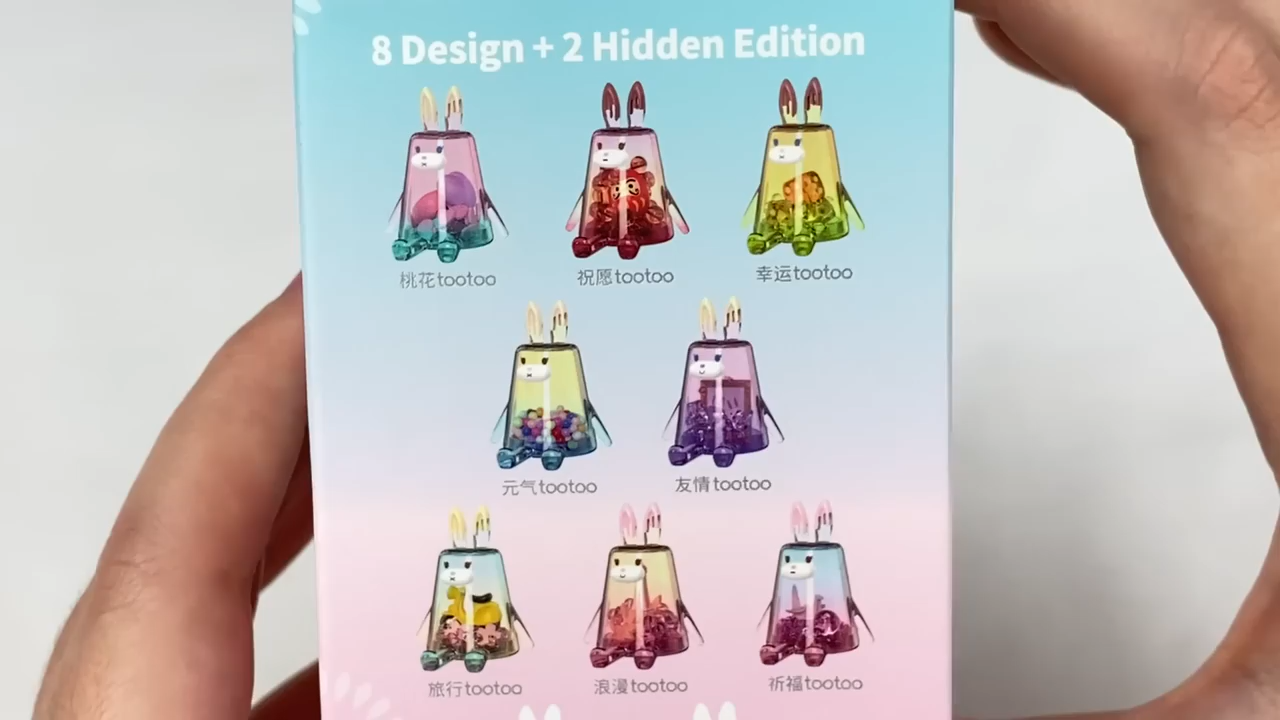 8 Design + 2 Hidden Edition
桃花tootoo
祝愿tootoo
幸运tootoo
元气tootoo
友情tootoo
旅行tootoo
浪漫tootoo
祈福tootoo